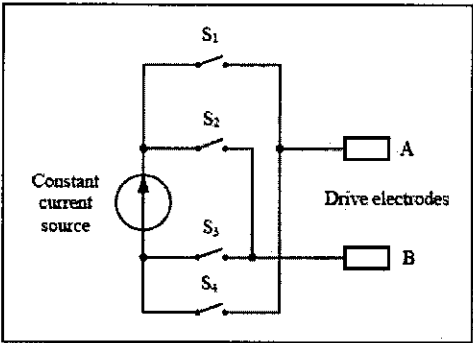 S1
S2
A
Constant
current
source
Drive electrodes
S3
B
S4